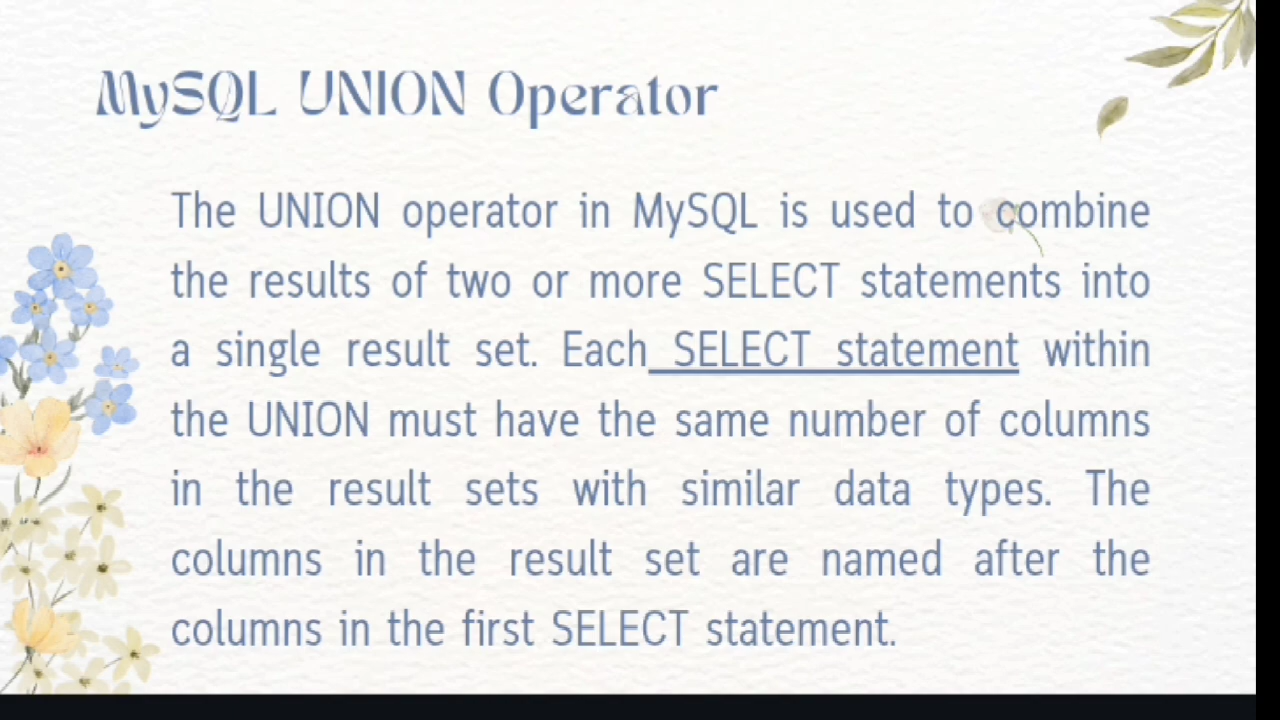 MySQL UNION Operator
The UNION operator in MySQL is used to combine
the results of two or more SELECT statements into
a single result set. Each SELECT statement within
the UNION must have the same number of columns
in the result sets with similar data types. The
columns in the result set are named after the
columns in the first SELECT statement.